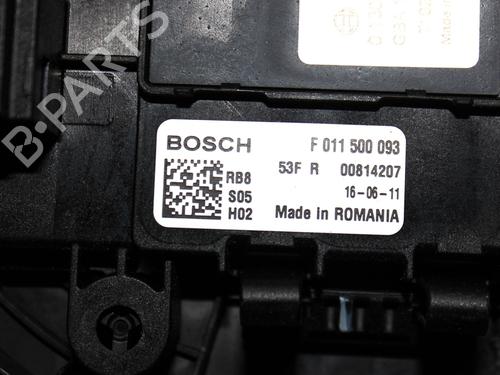 B-PARTS
BOSCH F 011 500 093
53F R 00814207
RB8
S05 16-06-11
H02 Made in ROMANIA